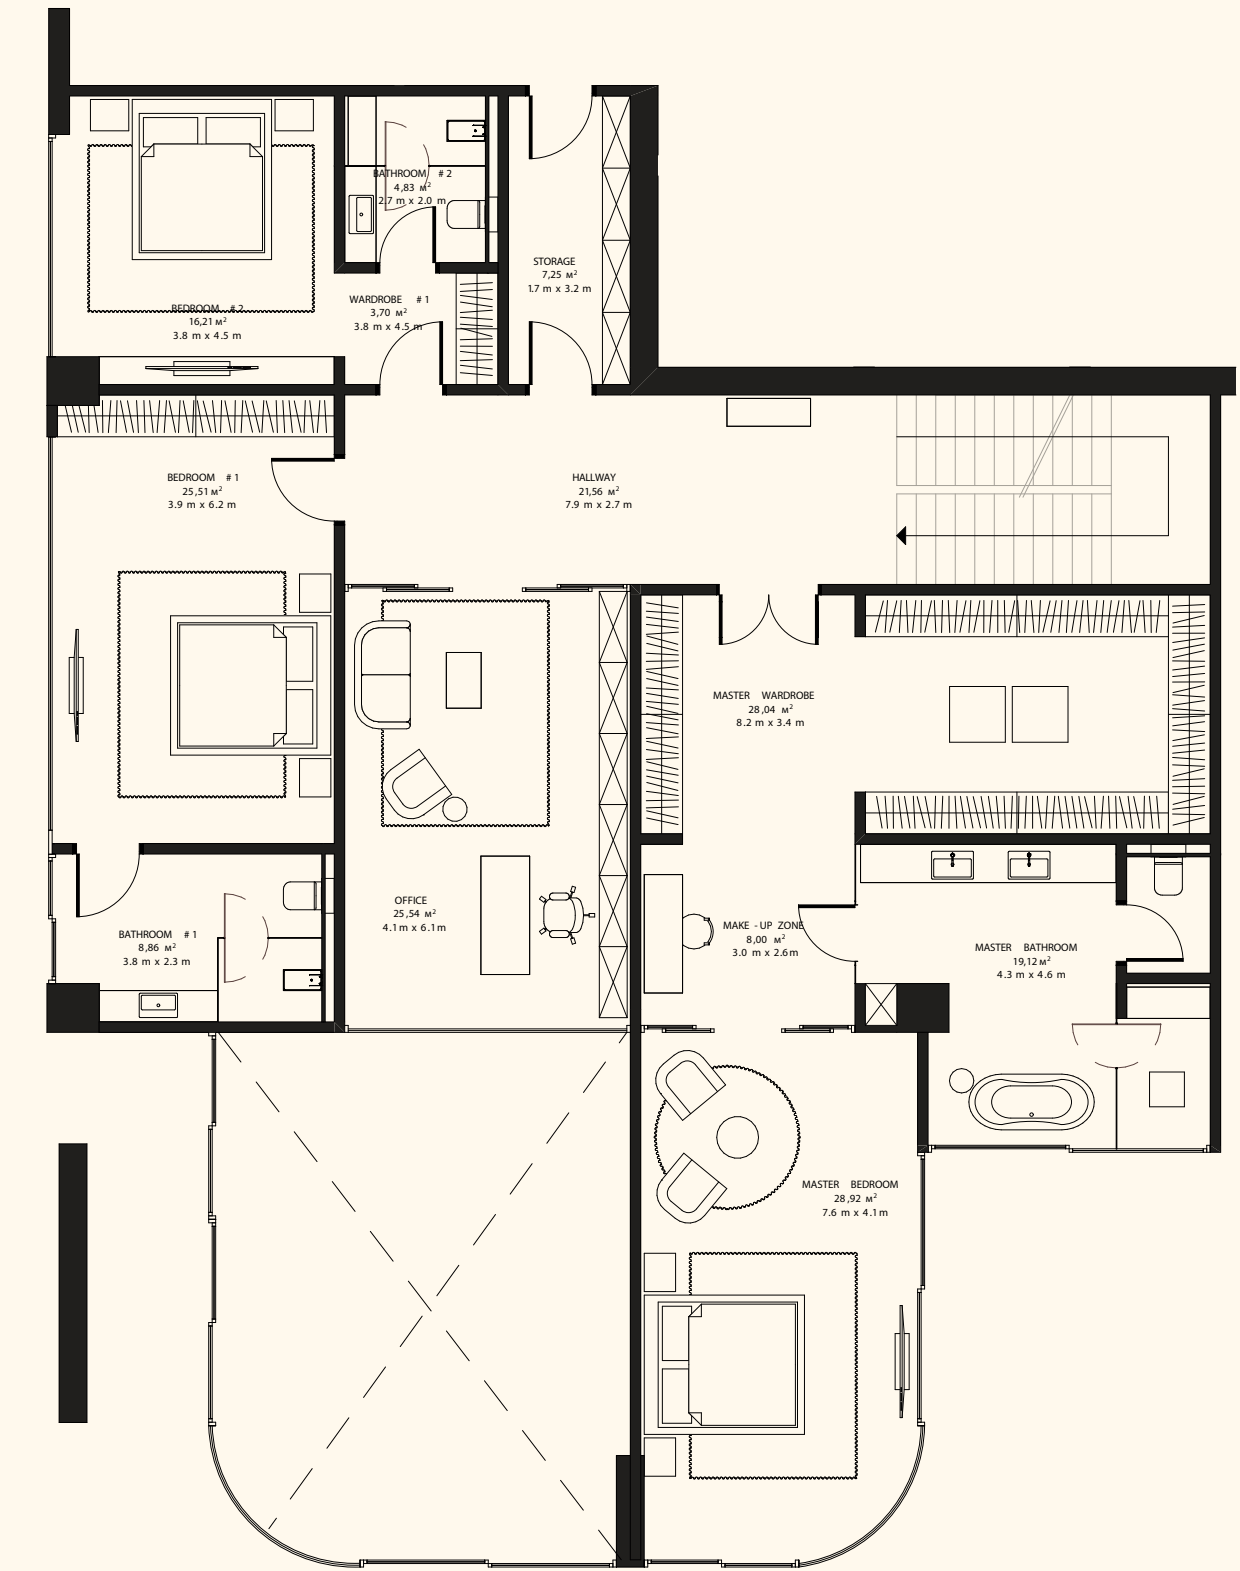 BATHROOM # 2
4,83 м²
2.7 m x 2.0 m
STORAGE
7,25 м²
1.7 m x 3.2 m
BEDROOM # 2
16,21 м²
3.8 m x 4.5 m
WARDROBE # 1
3,70 м²
3.8 m x 4.5 m
BEDROOM # 1
25,51 м²
3.9 m x 6.2 m
HALLWAY
21,56 м²
7.9 m x 2.7 m
MASTER WARDROBE
28,04 м²
8.2 m x 3.4 m
OFFICE
25,54 м²
4.1 m x 6.1 m
BATHROOM # 1
8,86 м²
3.8 m x 2.3 m
MAKE - UP ZONE
8,00 м²
3.0 m x 2.6 m
MASTER BATHROOM
19,12 м²
4.3 m x 4.6 m
MASTER BEDROOM
28,92 м²
7.6 m x 4.1 m